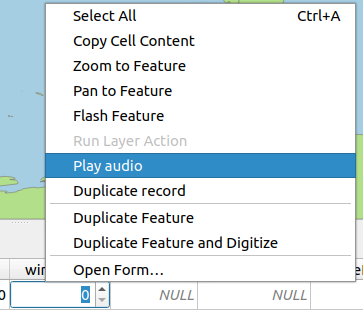 Select All Ctrl+A
Copy Cell Content
Zoom to Feature
Pan to Feature
Flash Feature
Run Layer Action
Play audio
Duplicate record
Duplicate Feature
Duplicate Feature and Digitize
Open Form…
0 0 NULL NULL